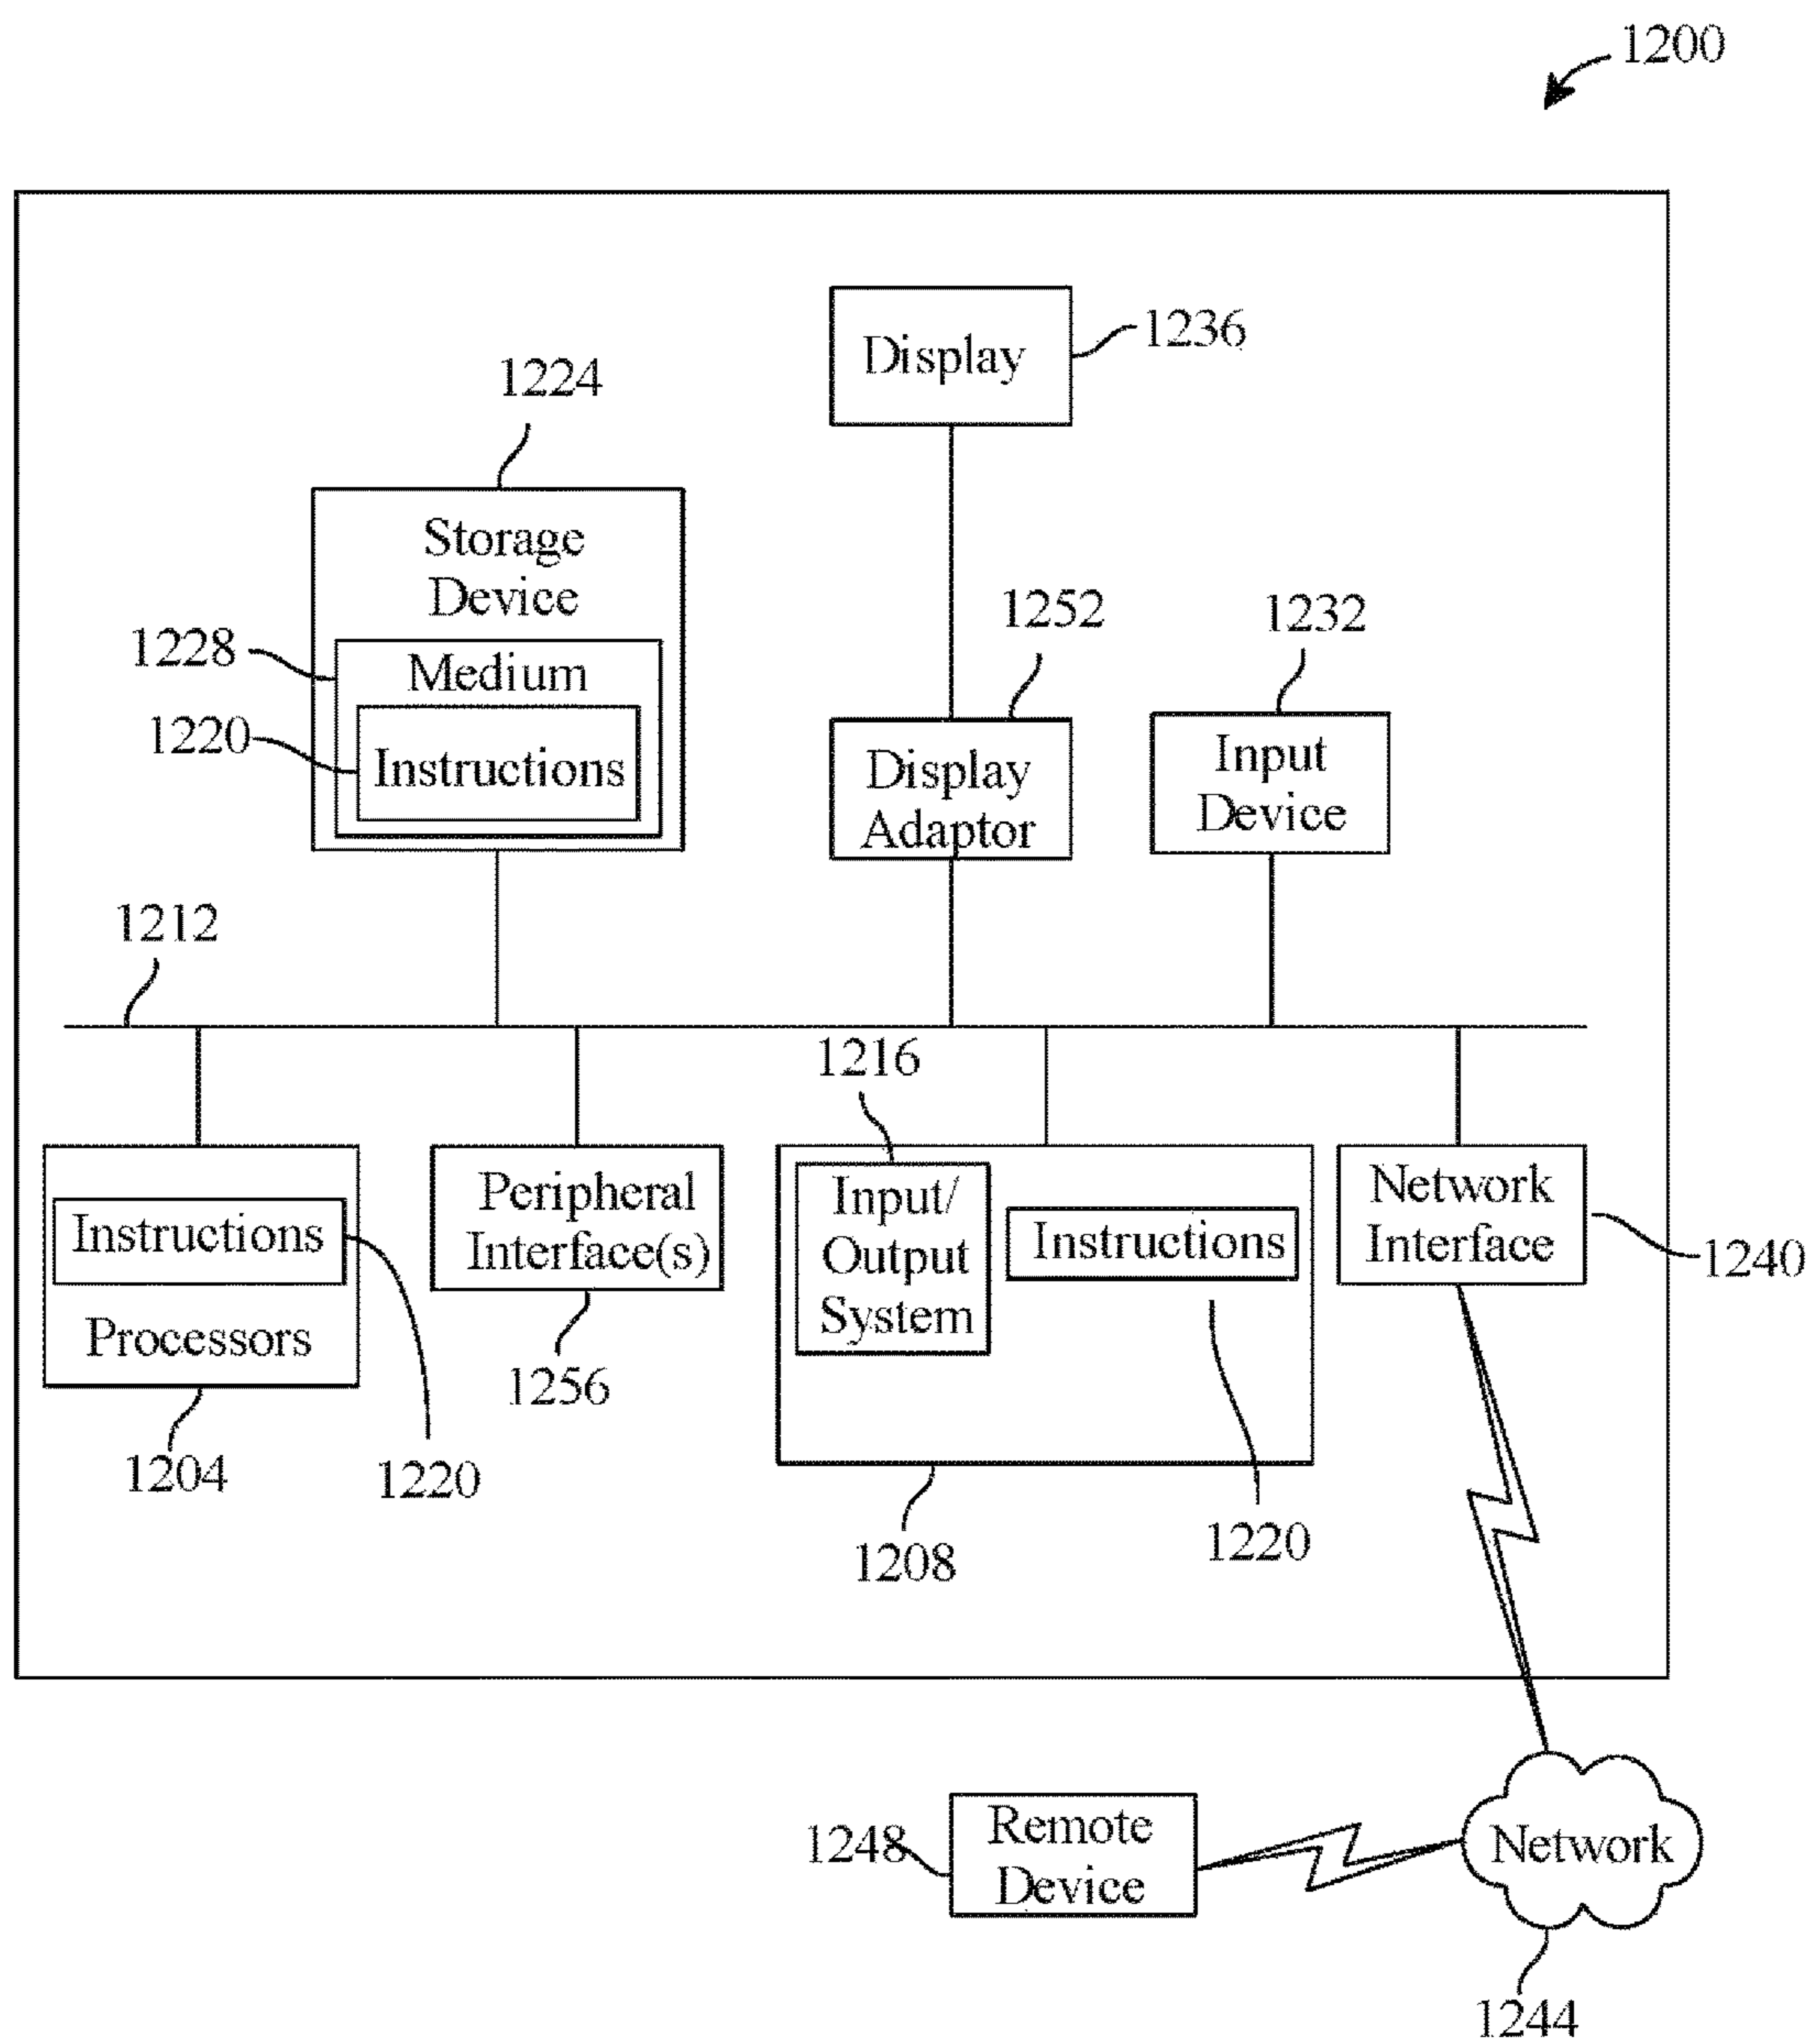 1200
Display
1236
1224
Storage
Device
1228
Medium
1220
Instructions
1252
Display
Adaptor
1232
Input
Device
1212
1216
Instructions
Processors
1204
1220
Peripheral
Interface(s)
1256
Input/
Output
System
Instructions
1208
1220
Network
Interface
1240
1248
Remote
Device
Network
1244